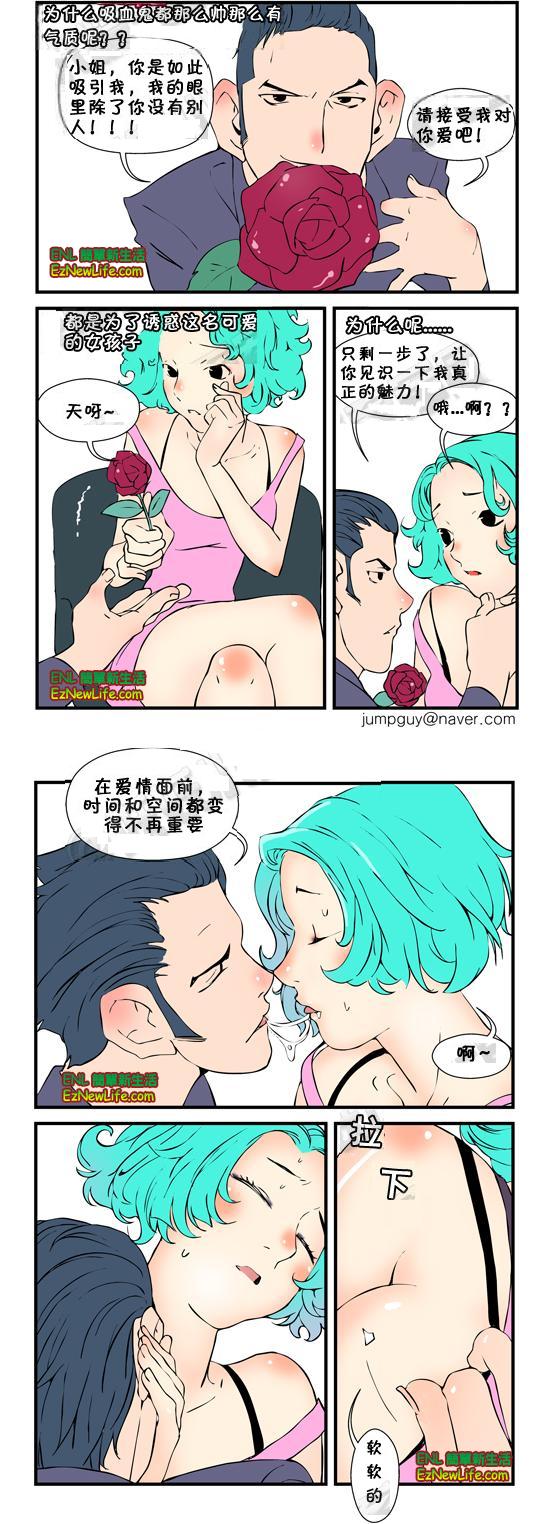 为什么吸血鬼都那么帅那么有
气质呢？？
小姐，你是如此
吸引我，我的眼
里除了你没有别
人！！！
请接受我对
你爱吧！
ENL 簡單新生活
EzNewLife.com
都是为了诱惑这名可爱
的女孩子
天呀~
ENL 簡單新生活
EzNewLife.com
为什么呢......
只剩一步了，让
你见识一下我真
正的魅力！
哦...啊？？
jumpguy@naver.com
在爱情面前，
时间和空间都变
得不再重要
啊~
ENL 簡單新生活
EzNewLife.com
拉
下
软
软
的
ENL 簡單新生活
EzNewLife.com